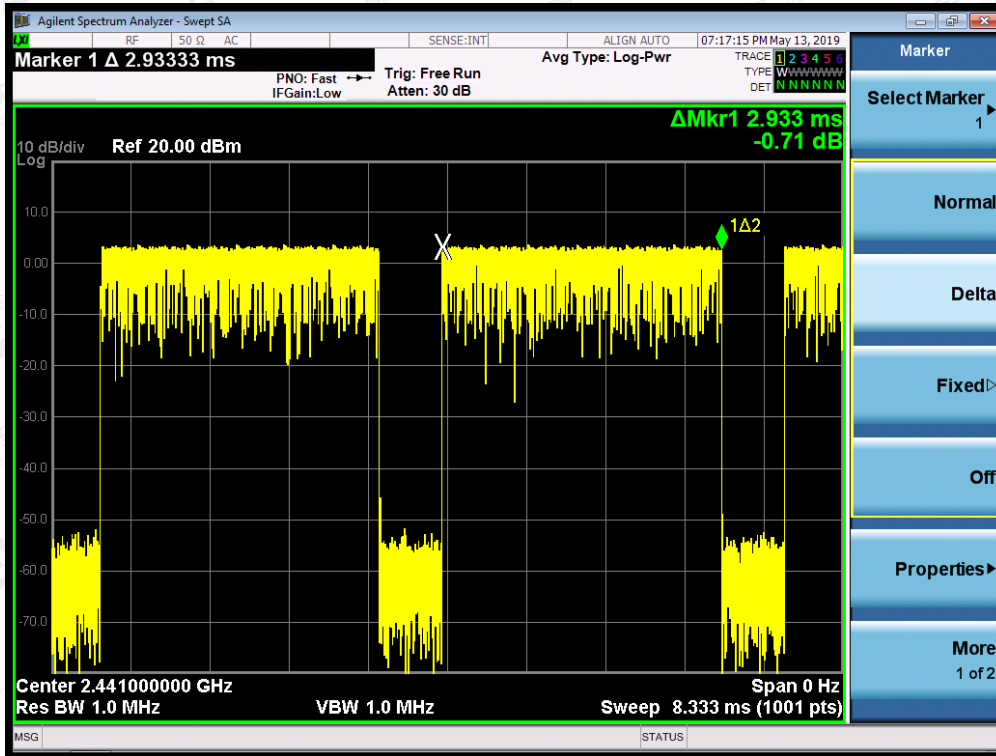 Agilent Spectrum Analyzer - Swept SA
LXI RF 50 Ω AC SENSE:INT ALIGN AUTO 07:17:15 PM May 13, 2019
Marker 1 Δ 2.93333 ms
PNO: Fast
IFGain:Low
Trig: Free Run
Atten: 30 dB
Avg Type: Log-Pwr
TRACE 1 2 3 4 5 6
TYPE WWWWWWW
DET N N N N N N
ΔMkr1 2.933 ms
-0.71 dB
10 dB/div Ref 20.00 dBm
Log
10.0
0.00
-10.0
-20.0
-30.0
-40.0
-50.0
-60.0
-70.0
X
1Δ2
Center 2.441000000 GHz
Span 0 Hz
Res BW 1.0 MHz
VBW 1.0 MHz
Sweep 8.333 ms (1001 pts)
MSG
STATUS
Marker
Select Marker
1
Normal
Delta
Fixed
Off
Properties
More
1 of 2